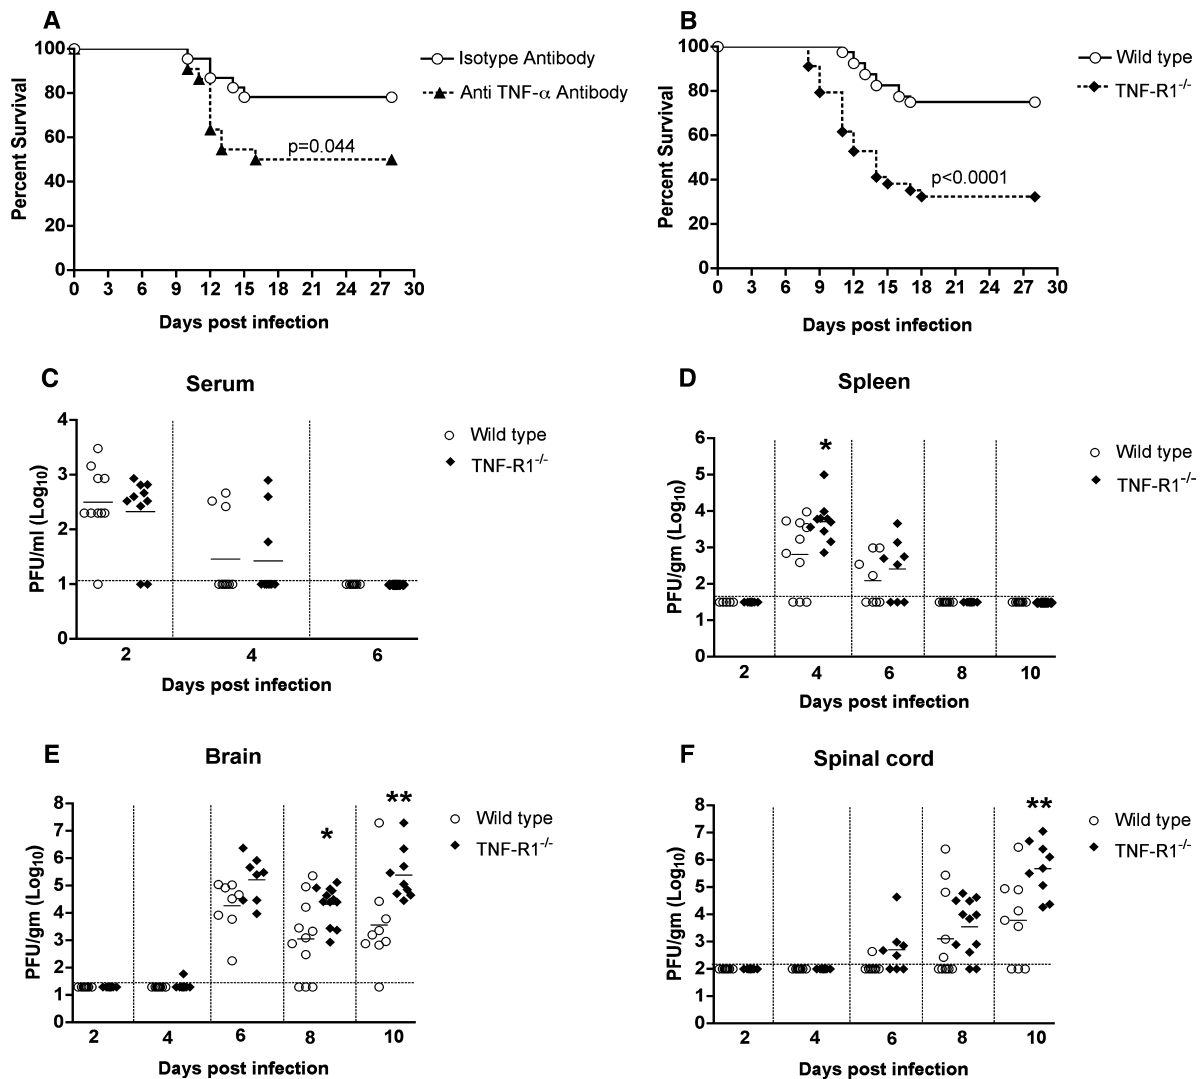 A
Percent Survival
100
80
60
40
20
0
0 3 6 9 12 15 18 21 24 27 30
Days post infection
Isotype Antibody
Anti TNF-α Antibody
p=0.044
B
Percent Survival
100
80
60
40
20
0
0 3 6 9 12 15 18 21 24 27 30
Days post infection
Wild type
TNF-R1-/-
p<0.0001
C
Serum
PFU/ml (Log10)
4
3
2
1
0
2 4 6
Days post infection
Wild type
TNF-R1-/-
D
Spleen
PFU/gm (Log10)
6
5
4
3
2
1
0
*
2 4 6 8 10
Days post infection
Wild type
TNF-R1-/-
E
Brain
PFU/gm (Log10)
8
7
6
5
4
3
2
1
0
*
**
2 4 6 8 10
Days post infection
Wild type
TNF-R1-/-
F
Spinal cord
PFU/gm (Log10)
8
7
6
5
4
3
2
1
0
**
2 4 6 8 10
Days post infection
Wild type
TNF-R1-/-